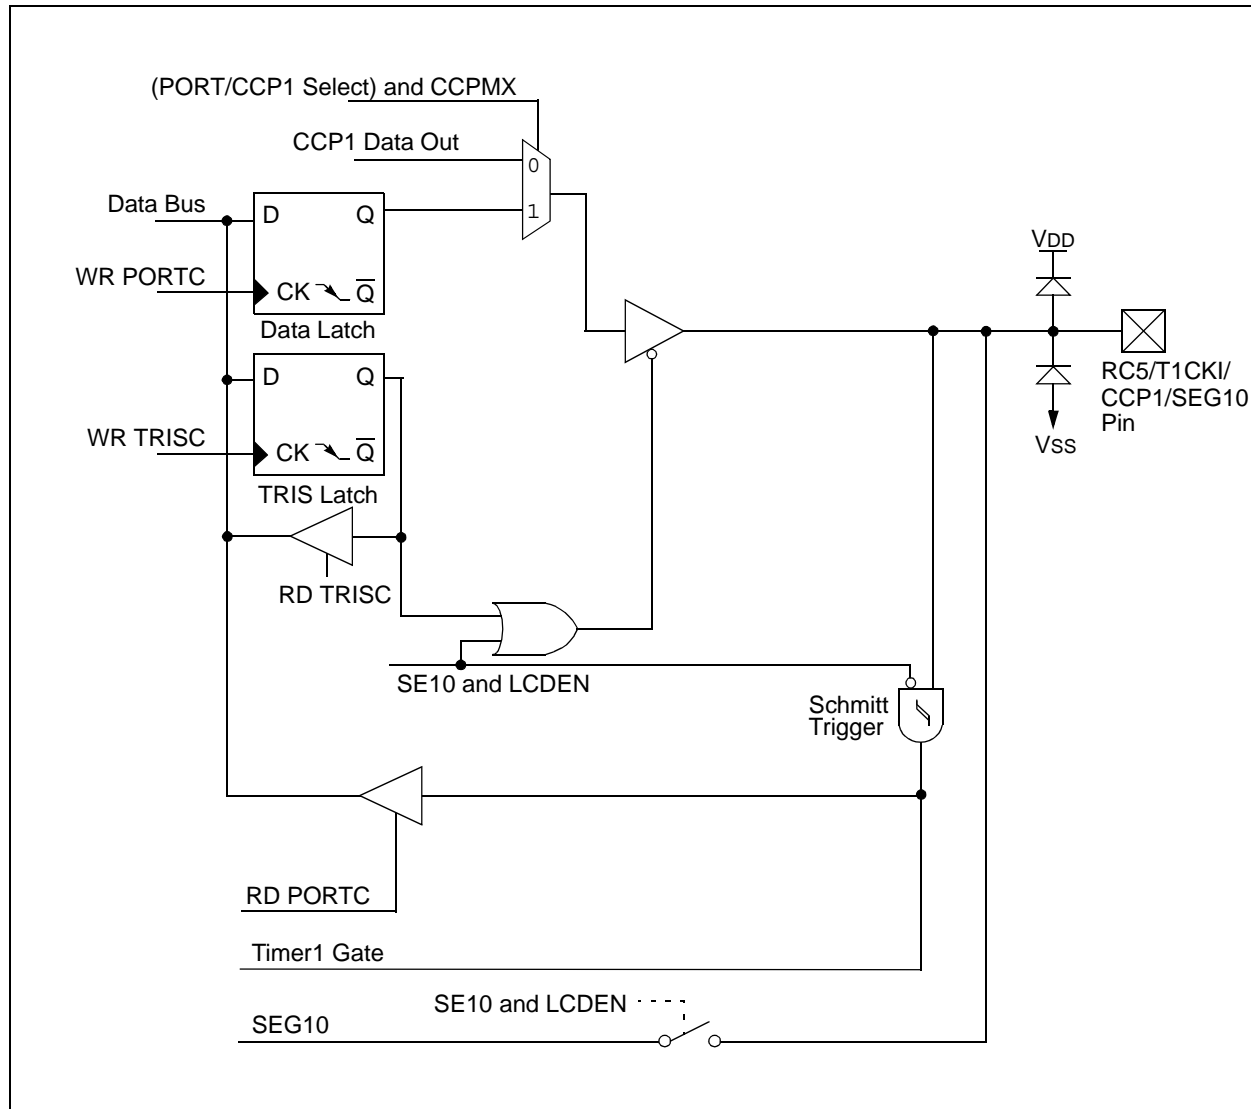 (PORT/CCP1 Select) and CCPMX
CCP1 Data Out
0
Data Bus
D
Q
1
VDD
WR PORTC
CK
Q
Data Latch
D
Q
RC5/T1CKI/
CCP1/SEG10
Pin
WR TRISC
CK
Q
VSS
TRIS Latch
RD TRISC
SE10 and LCDEN
Schmitt
Trigger
RD PORTC
Timer1 Gate
SE10 and LCDEN
SEG10